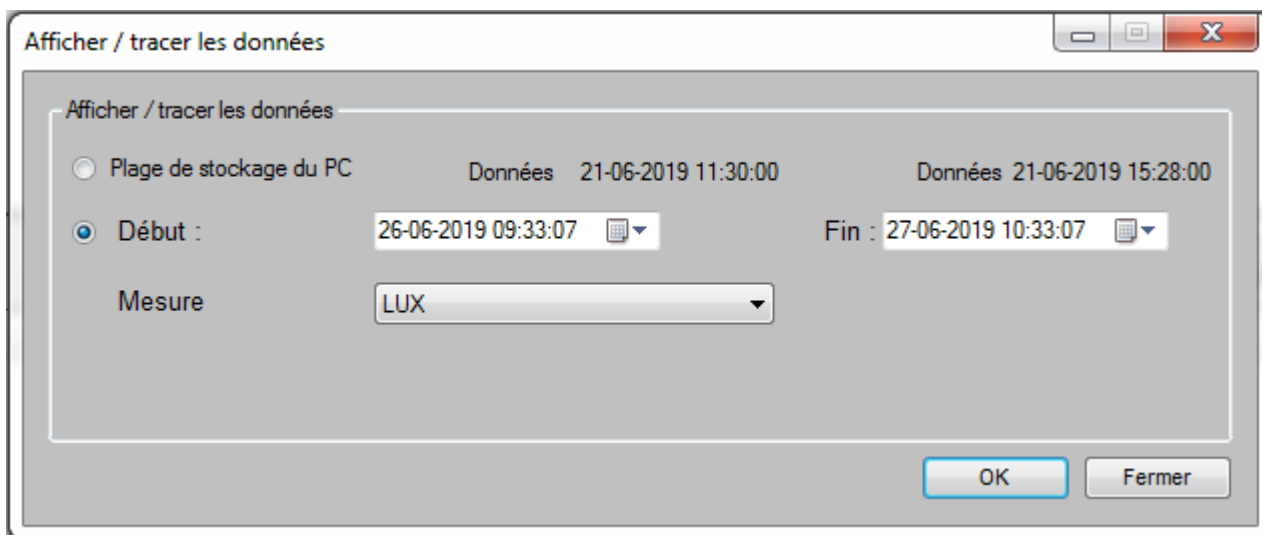 Afficher / tracer les données
Afficher / tracer les données
Plage de stockage du PC Données 21-06-2019 11:30:00 Données 21-06-2019 15:28:00
Début : 26-06-2019 09:33:07 Fin : 27-06-2019 10:33:07
Mesure LUX
OK Fermer